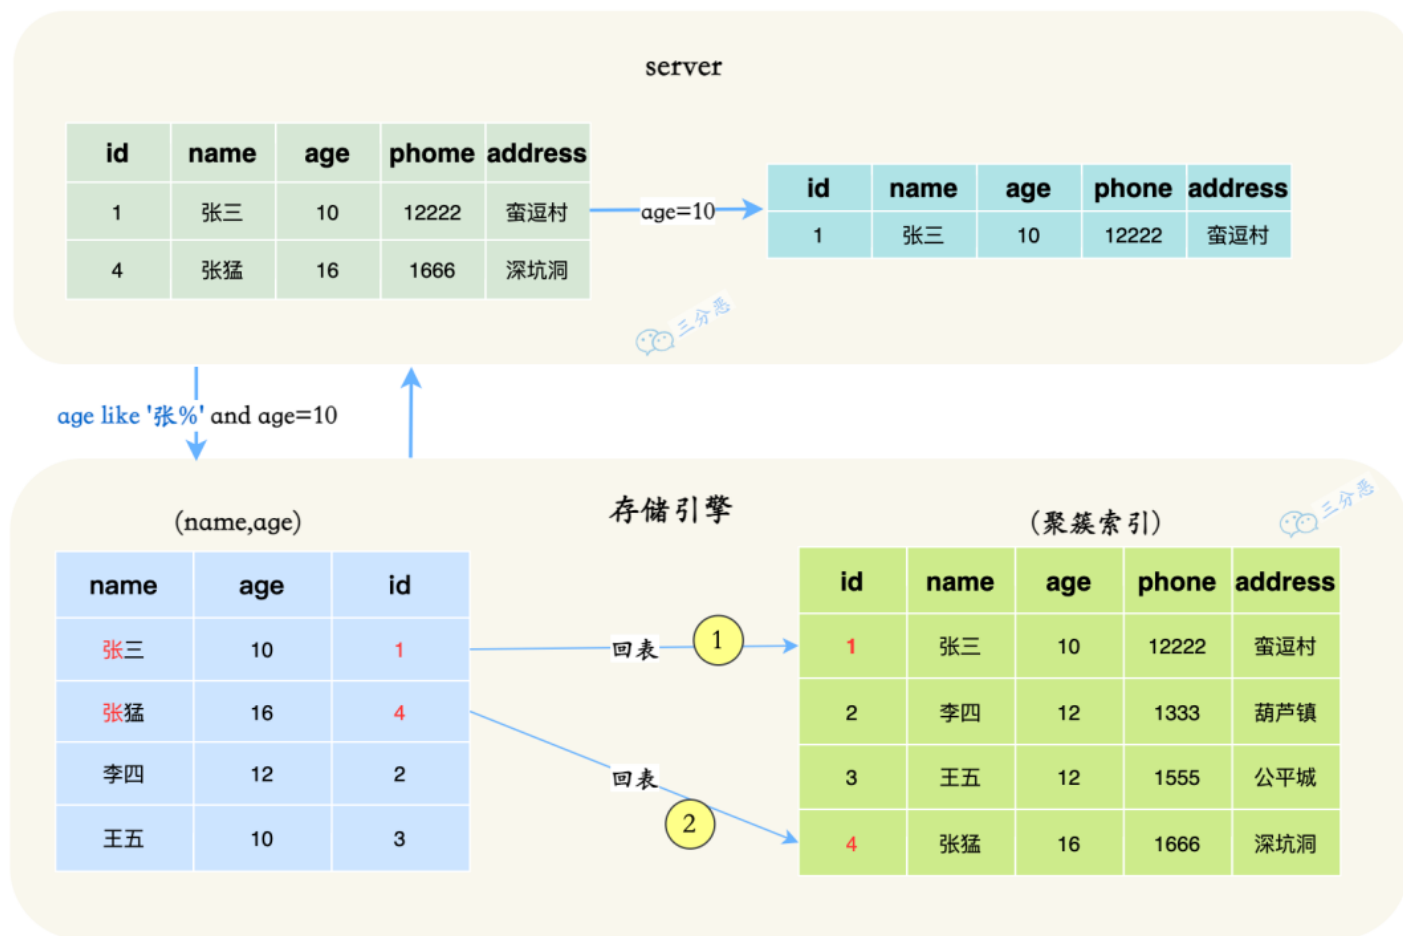 server
id name age phome address
1 张三 10 12222 蛮逗村
4 张猛 16 1666 深坑洞
age=10
id name age phone address
1 张三 10 12222 蛮逗村
三分恶
age like '张%' and age=10
存储引擎
三分恶
(name,age)
name age id
张三 10 1
张猛 16 4
李四 12 2
王五 10 3
回表 1
回表
2
(聚簇索引)
id name age phone address
1 张三 10 12222 蛮逗村
2 李四 12 1333 葫芦镇
3 王五 12 1555 公平城
4 张猛 16 1666 深坑洞